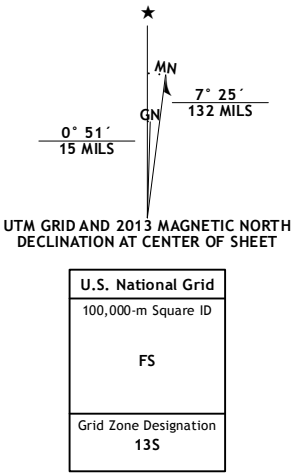 ★
MN
7° 25´
132 MILS
GN
0° 51´
15 MILS
UTM GRID AND 2013 MAGNETIC NORTH
DECLINATION AT CENTER OF SHEET
U.S. National Grid
100,000-m Square ID
FS
Grid Zone Designation
13S